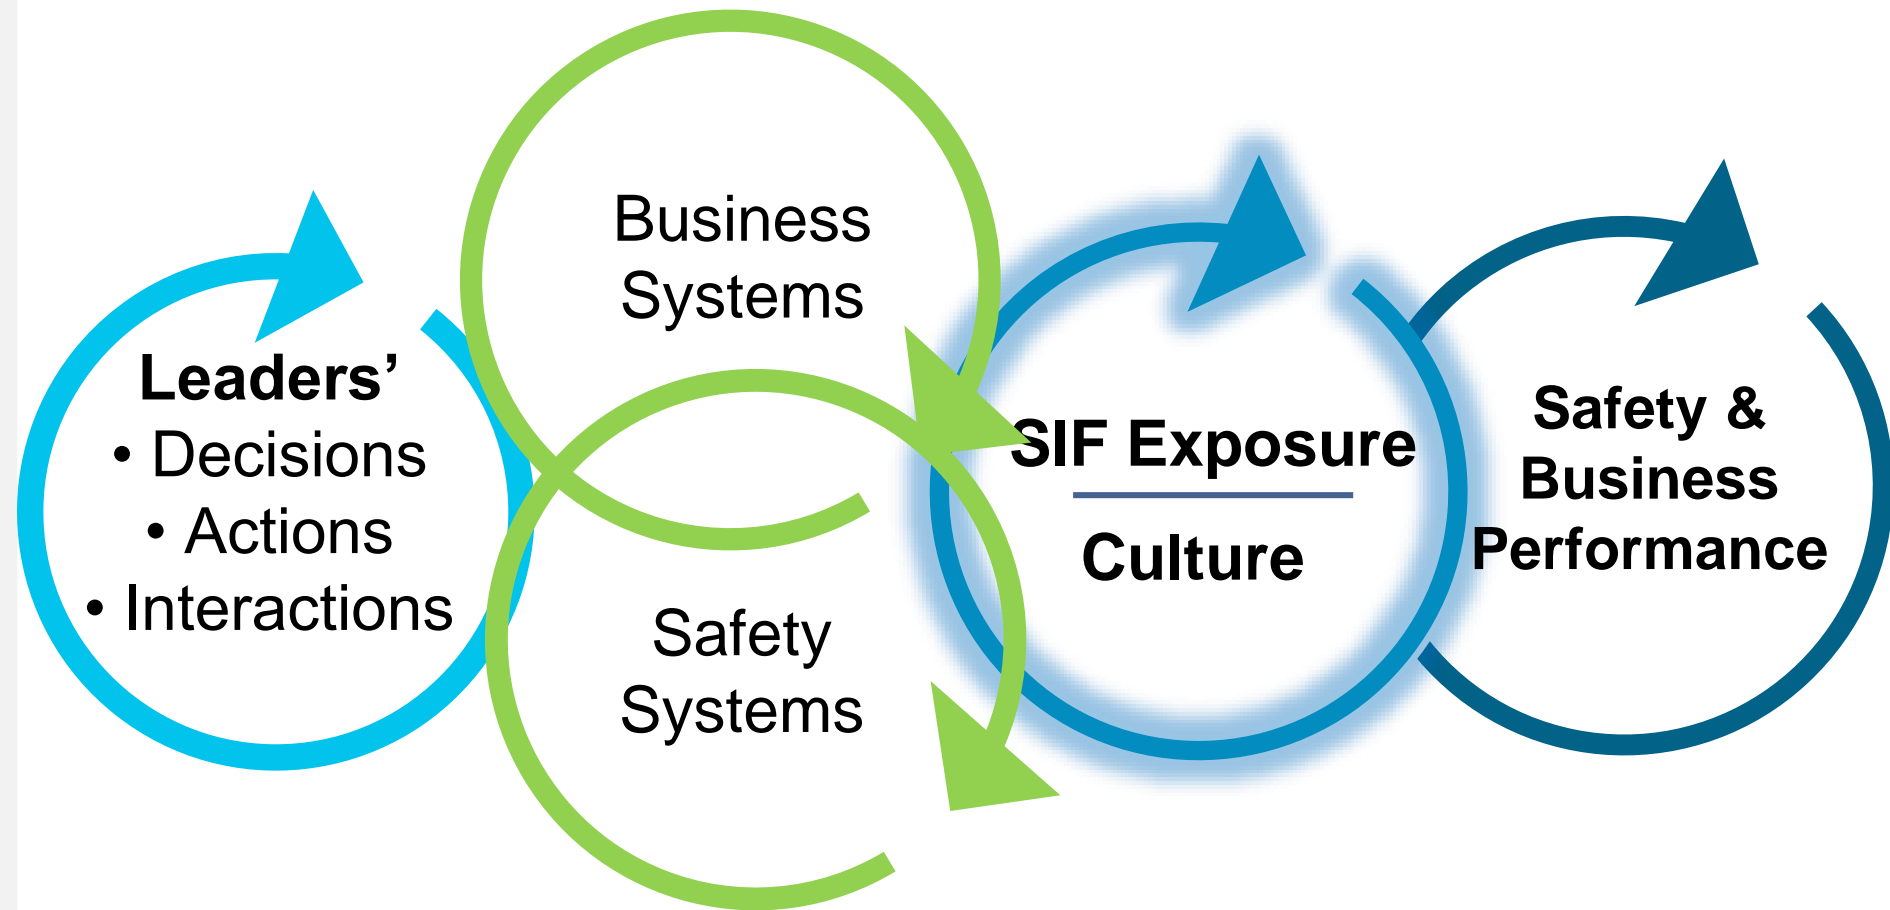 Leaders’
• Decisions
• Actions
• Interactions
Business
Systems
Safety
Systems
SIF Exposure
Culture
Safety &
Business
Performance